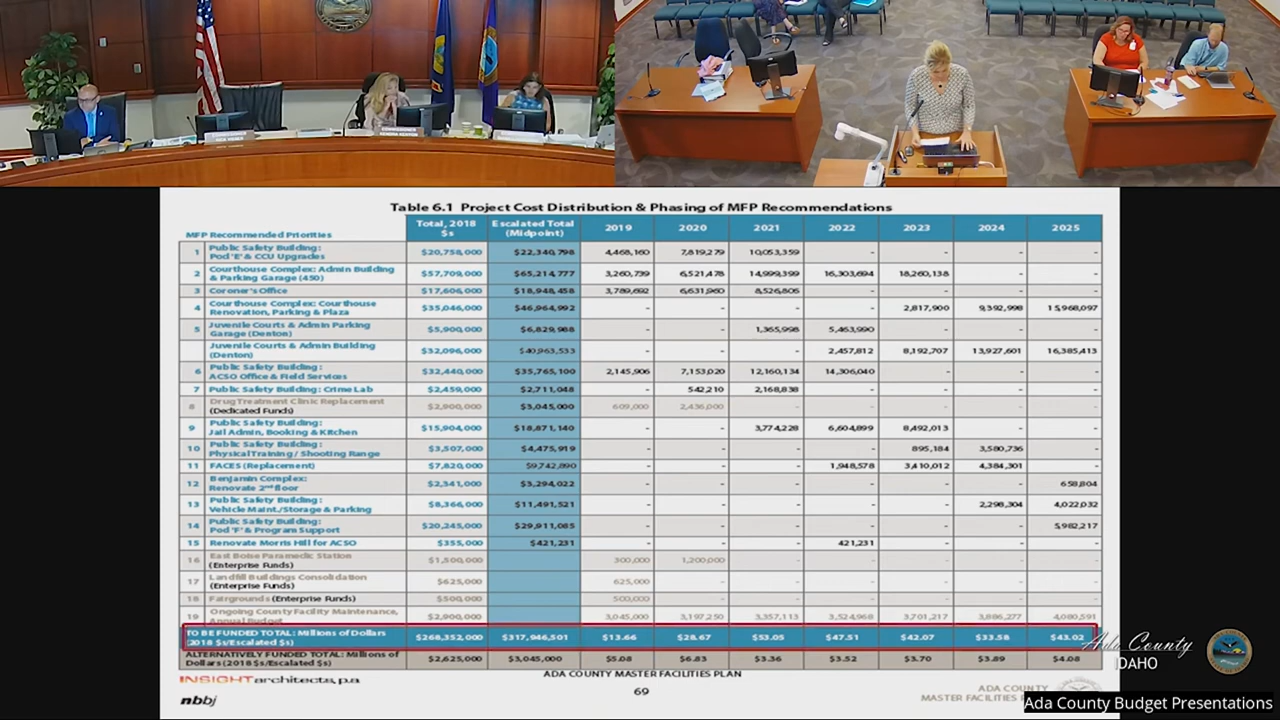 Table 6.1 Project Cost Distribution & Phasing of MFP Recommendations
MFP Recommended Priorities Total, 2018 $s Escalated Total (Midpoint) 2019 2020 2021 2022 2023 2024 2025
1 Public Safety Building: Pod 'E' & CCU Upgrades $20,758,000 $22,340,798 4,468,160 7,819,279 10,053,359 - - - -
2 Courthouse Complex: Admin Building & Parking Garage (450) $57,709,000 $65,214,777 3,260,739 6,521,478 14,999,399 16,303,694 18,260,138 - -
3 Coroner's Office $17,606,000 $18,948,458 3,789,692 6,631,960 8,526,806 - - - -
4 Courthouse Complex: Courthouse Renovation, Parking & Plaza $35,046,000 $46,964,992 - - - - 2,817,900 9,392,998 15,968,097
5 Juvenile Courts & Admin Parking Garage (Denton) $5,900,000 $6,829,988 - - 1,365,998 5,463,990 - - -
Juvenile Courts & Admin Building (Denton) $32,096,000 $40,963,533 - - - 2,457,812 8,192,707 13,927,601 16,385,413
6 Public Safety Building: ACSO Office & Field Services $32,440,000 $35,765,100 2,145,906 7,153,020 12,160,134 14,306,040 - - -
7 Public Safety Building: Crime Lab $2,459,000 $2,711,048 - 542,210 2,168,838 - - - -
8 Drug Treatment Clinic Replacement (Dedicated Funds) $2,900,000 $3,045,000 609,000 2,436,000 - - - - -
9 Public Safety Building: Jail Admin, Booking & Kitchen $15,904,000 $18,871,140 - - 3,774,228 6,604,899 8,492,013 - -
10 Public Safety Building: Physical Training / Shooting Range $3,507,000 $4,475,919 - - - - 895,184 3,580,736 -
11 FACES (Replacement) $7,820,000 $9,742,890 - - - 1,948,578 3,410,012 4,384,301 -
12 Benjamin Complex: Renovate 2nd floor $2,341,000 $3,294,022 - - - - - - 658,804
13 Public Safety Building: Vehicle Maint./Storage & Parking $8,366,000 $11,491,521 - - - - - 2,298,304 4,022,032
14 Public Safety Building: Pod 'F' & Program Support $20,245,000 $29,911,085 - - - - - - 5,982,217
15 Renovate Morris Hill for ACSO $355,000 $421,231 - - - 421,231 - - -
16 East Boise Paramedic Station (Enterprise Funds) $1,500,000 300,000 1,200,000 - - - - -
17 Landfill Buildings Consolidation (Enterprise Funds) $625,000 625,000 - - - - - -
18 Fairgrounds (Enterprise Funds) $500,000 500,000 - - - - - -
19 Ongoing County Facility Maintenance, Annual Budget $2,900,000 3,045,000 3,197,250 3,357,113 3,524,968 3,701,217 3,886,277 4,080,591
TO BE FUNDED TOTAL: Millions of Dollars (2018 $s/Escalated $s) $268,352,000 $317,946,501 $13.66 $28.67 $53.05 $47.51 $42.07 $33.58 $43.02
ALTERNATIVELY FUNDED TOTAL: Millions of Dollars (2018 $s/Escalated $s) $2,625,000 $3,045,000 $5.08 $6.83 $3.36 $3.52 $3.70 $3.89 $4.08
INSIGHT architects, p.a.
nbbj
ADA COUNTY MASTER FACILITIES PLAN
69
ADA COUNTY
MASTER FACILITIES
Ada County
IDAHO
Ada County Budget Presentations